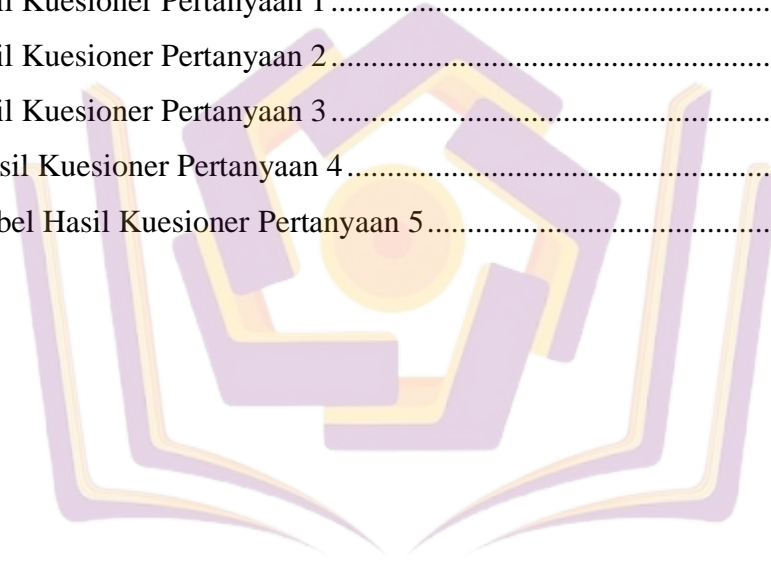 il Kuesioner Pertanyaan 1........................................................
il Kuesioner Pertanyaan 2........................................................
il Kuesioner Pertanyaan 3........................................................
sil Kuesioner Pertanyaan 4......................................................
bel Hasil Kuesioner Pertanyaan 5............................................